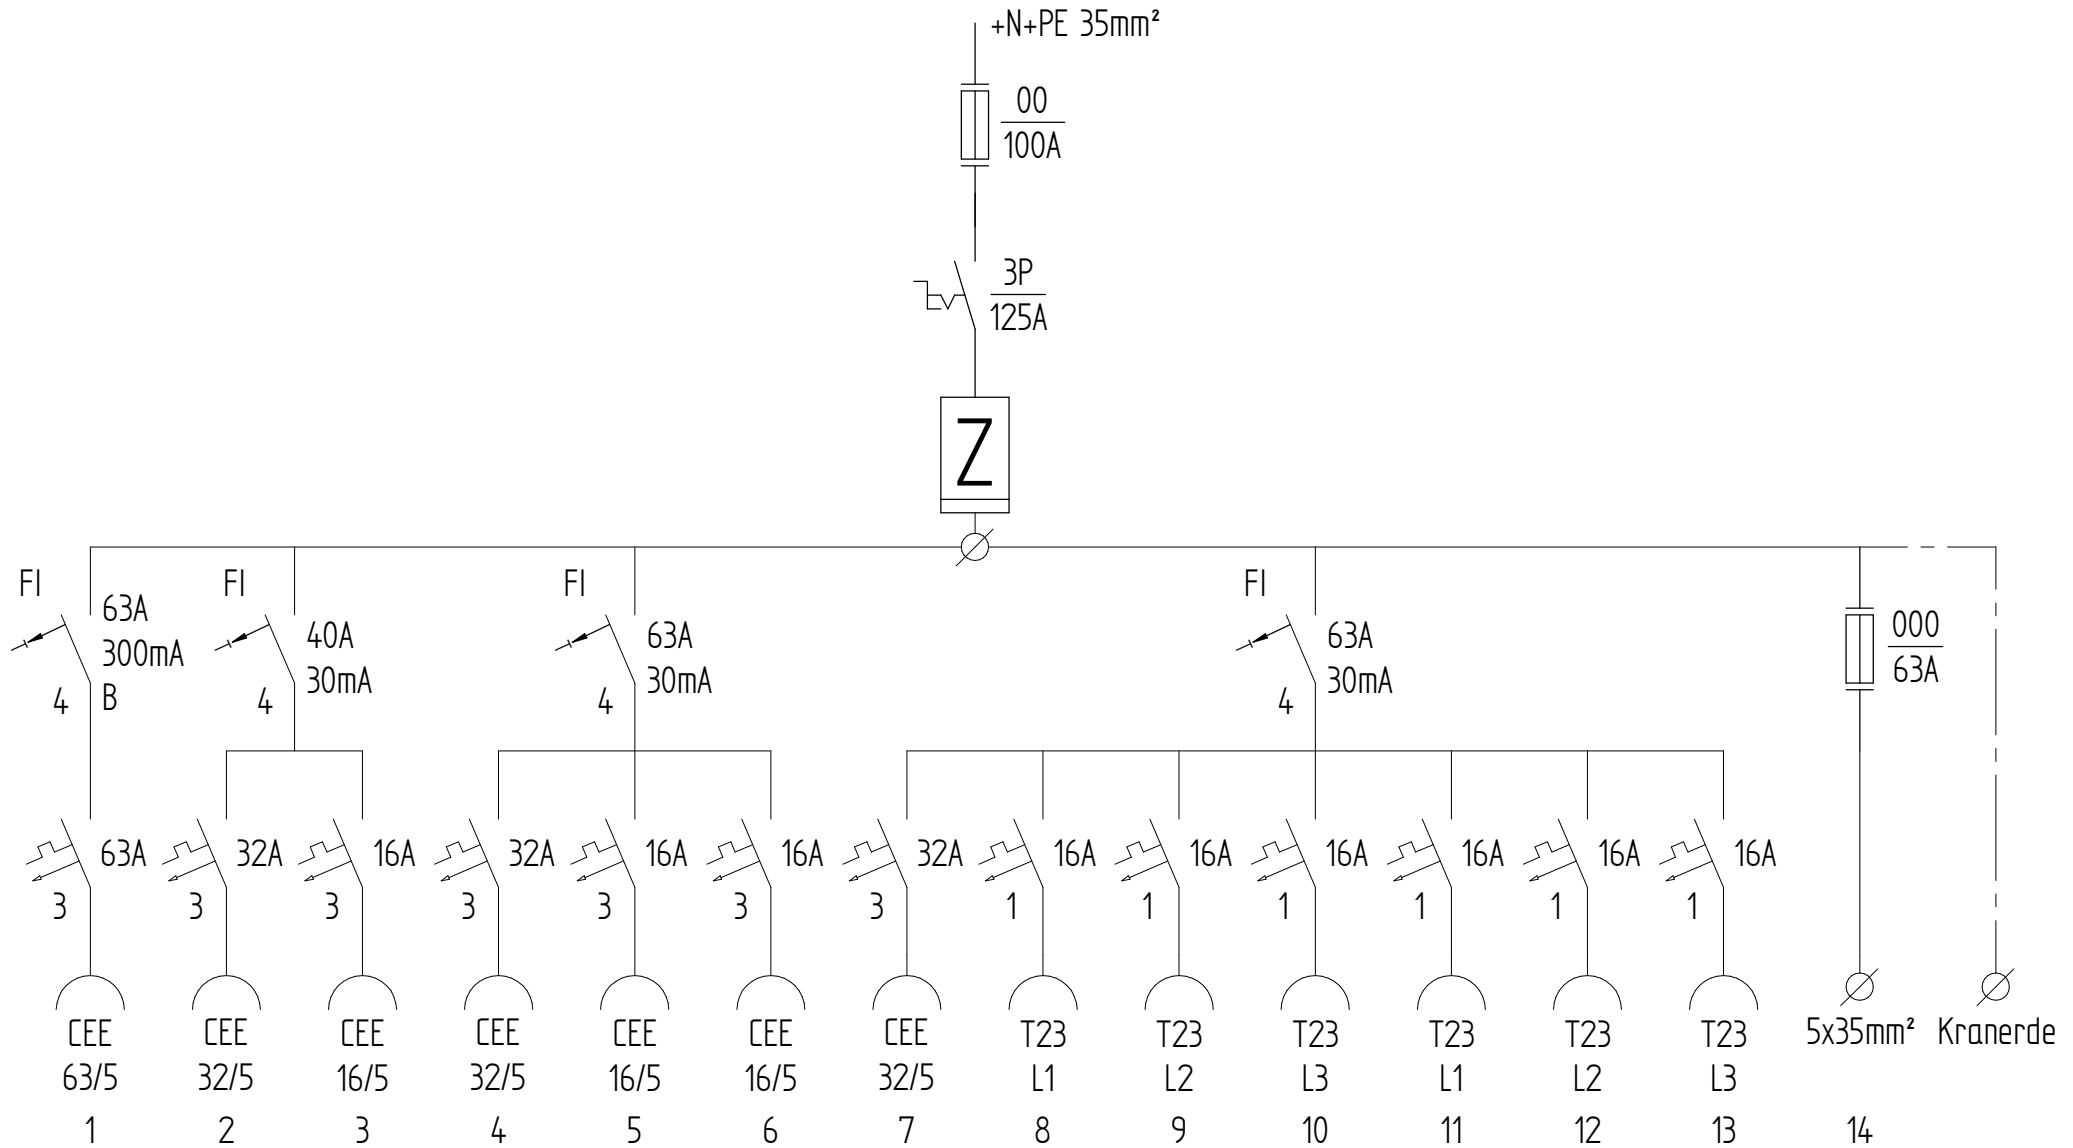 +N+PE 35mm²
00
100A
3P
125A
Z
FI
63A
300mA
4
B
FI
40A
30mA
4
FI
63A
30mA
4
FI
63A
30mA
4
000
63A
63A
3
32A
3
16A
3
32A
3
16A
3
16A
3
32A
3
16A
1
16A
1
16A
1
16A
1
16A
1
16A
1
CEE
63/5
1
CEE
32/5
2
CEE
16/5
3
CEE
32/5
4
CEE
16/5
5
CEE
16/5
6
CEE
32/5
7
T23
L1
8
T23
L2
9
T23
L3
10
T23
L1
11
T23
L2
12
T23
L3
13
5x35mm²
14
Kranerde